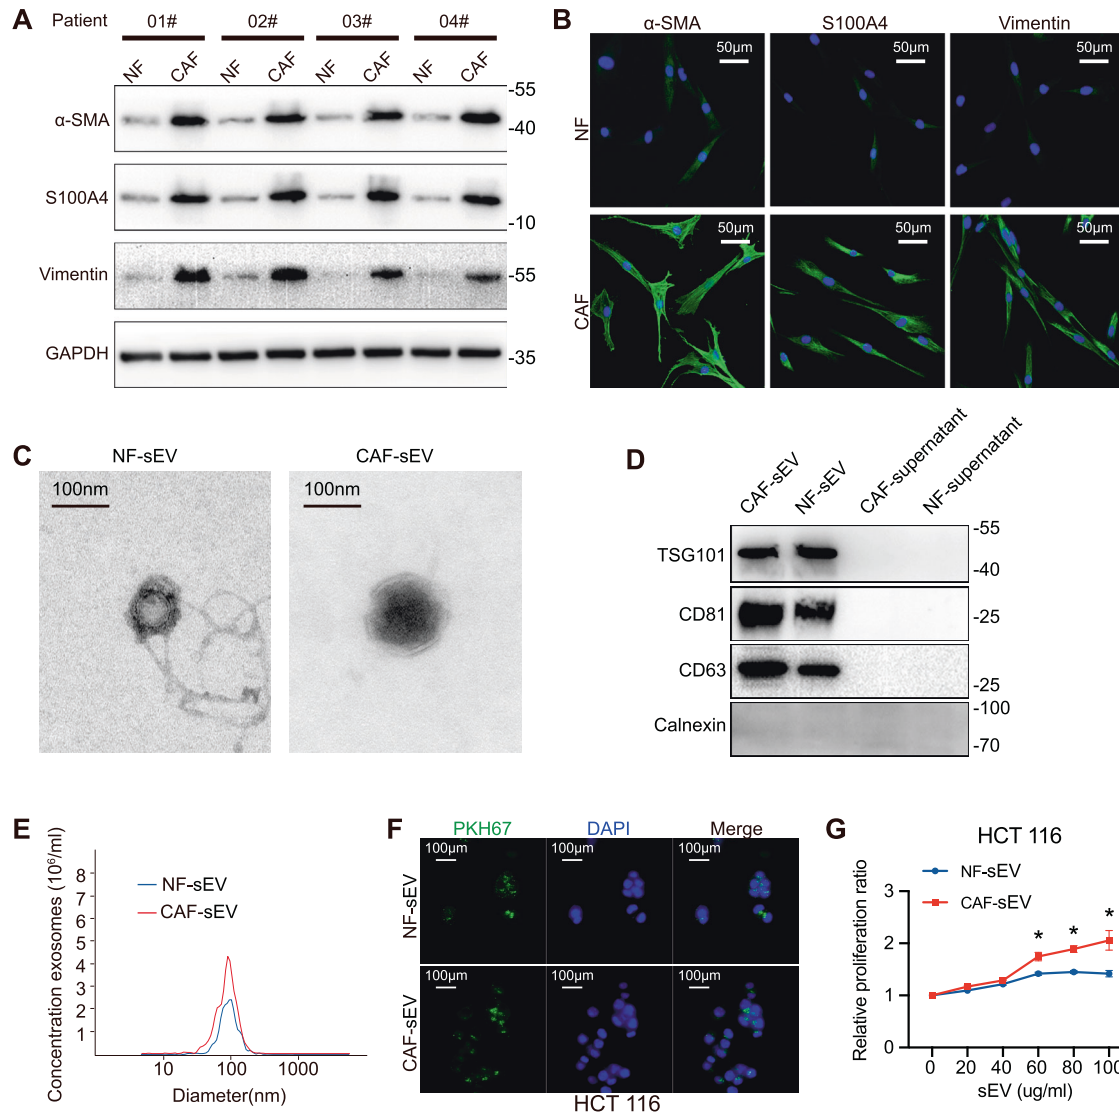 A
Patient 01# 02# 03# 04#
NF CAF NF CAF NF CAF NF CAF
α-SMA
-55
-40
S100A4
-10
Vimentin
-55
GAPDH
-35
B
α-SMA S100A4 Vimentin
NF
50μm 50μm 50μm
CAF
50μm 50μm 50μm
C
NF-sEV CAF-sEV
100nm 100nm
D
CAF-sEV NF-sEV CAF-supernatant NF-supernatant
TSG101
-55
-40
CD81
-25
CD63
-25
Calnexin
-100
-70
E
Concentration exosomes (10⁶/ml)
8
7
6
5
4
3
2
1
NF-sEV
CAF-sEV
10 100 1000
Diameter(nm)
F
PKH67 DAPI Merge
NF-sEV
100μm 100μm 100μm
CAF-sEV
100μm 100μm 100μm
HCT 116
G
HCT 116
NF-sEV
CAF-sEV
Relative proliferation ratio
3
2
1
0
* * *
0 20 40 60 80 100
sEV (ug/ml)